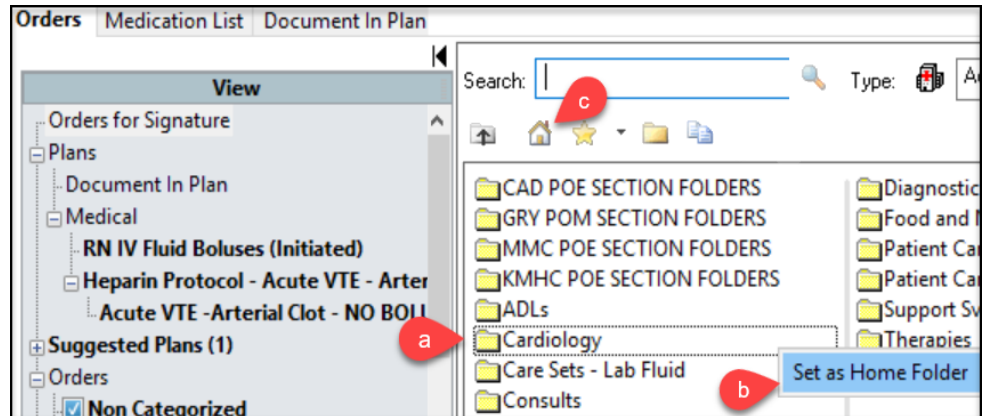 Orders Medication List Document In Plan
View
Orders for Signature
Plans
Document In Plan
Medical
RN IV Fluid Boluses (Initiated)
Heparin Protocol - Acute VTE - Arter
Acute VTE -Arterial Clot - NO BOLU
Suggested Plans (1)
Orders
Non Categorized
Search: Type:
c
CAD POE SECTION FOLDERS
GRY POM SECTION FOLDERS
MMC POE SECTION FOLDERS
KMHC POE SECTION FOLDERS
ADLs
a Cardiology
Care Sets - Lab Fluid
Consults
Diagnostic
Food and
Patient Car
Patient Car
Support Sv
Therapies
b Set as Home Folder